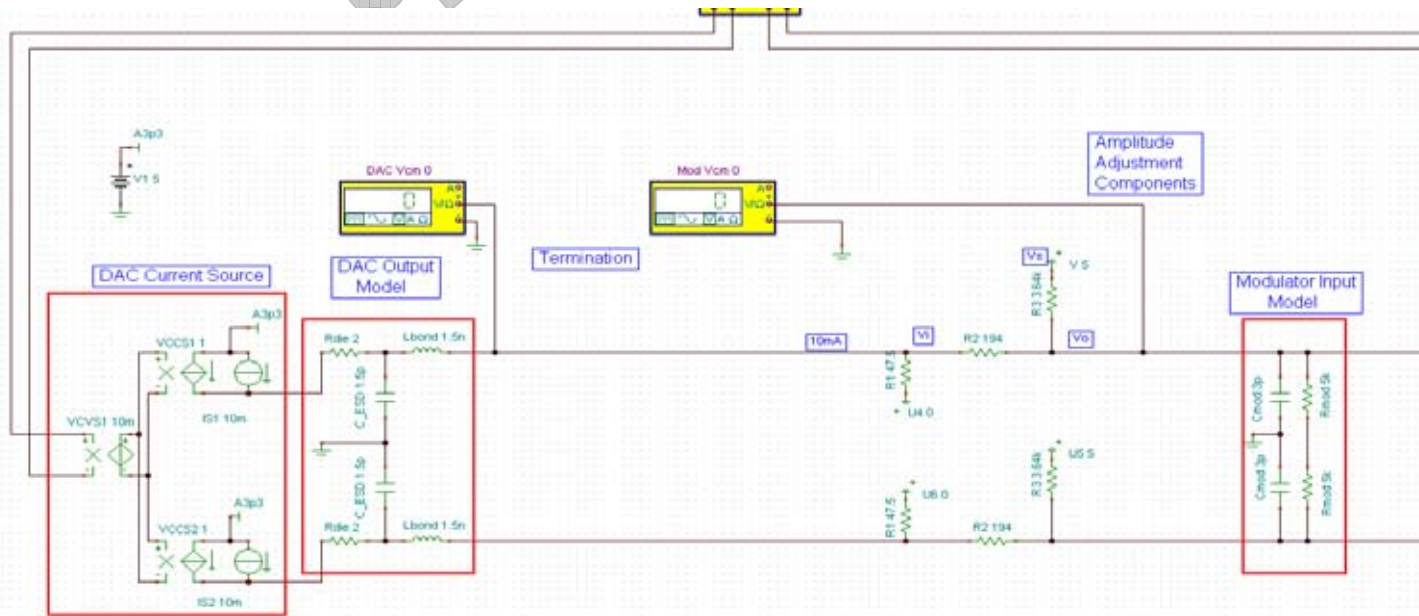 A3p3
V1 5
DAC Vcm 0
0
A
V/Ω
V A Ω
Mod Vcm 0
0
A
V/Ω
V A Ω
Amplitude
Adjustment
Components
Termination
DAC Current Source
DAC Output
Model
Modulator Input
Model
A3p3
VCCS1 1
IS1 10m
VCVS1 10m
A3p3
VCCS2 1
IS2 10m
Rdie 2
Lbond 1.5n
C_ESD 1.5p
C_ESD 1.5p
Rdie 2
Lbond 1.5n
10mA
Vi
R1 47.5
U4 0
U6 0
R1 47.5
R2 194
R2 194
V 5
R3 3.64k
Vo
U5 5
R3 3.64k
Cmod 3p
Rmod 5k
Cmod 3p
Rmod 5k